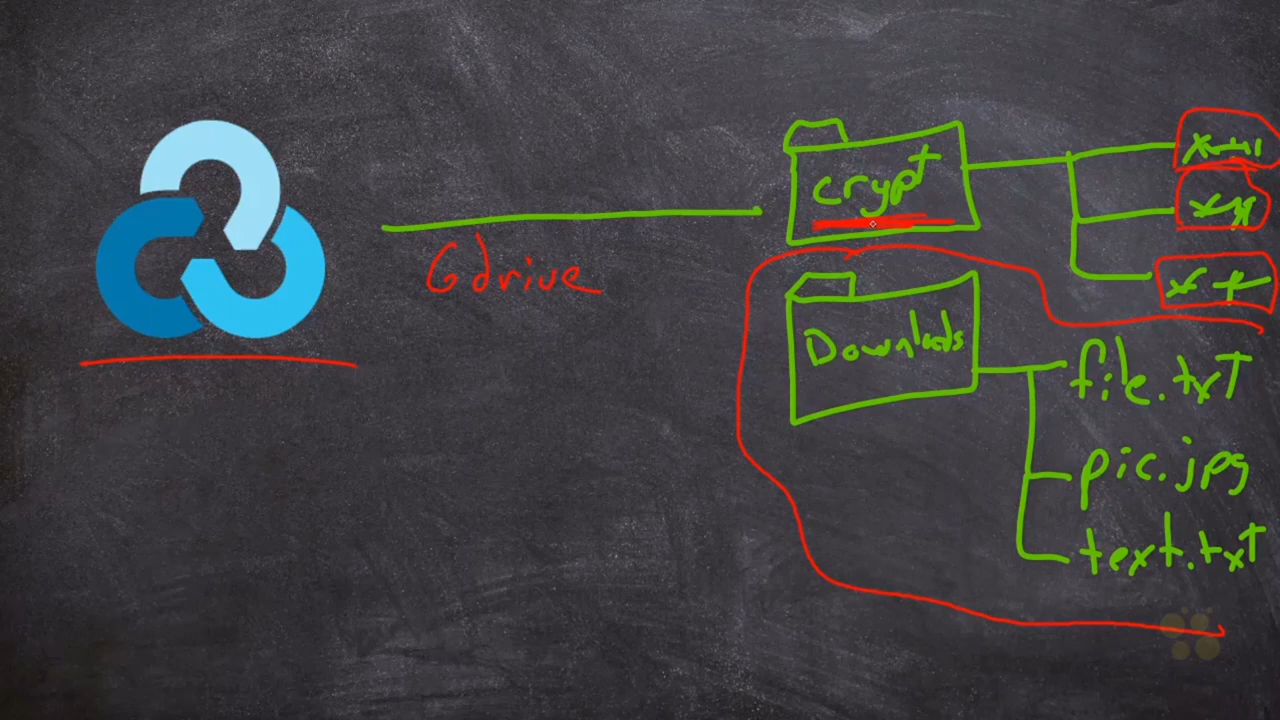 Gdrive
crypt
Downloads
file.txt
pic.jpg
text.txt